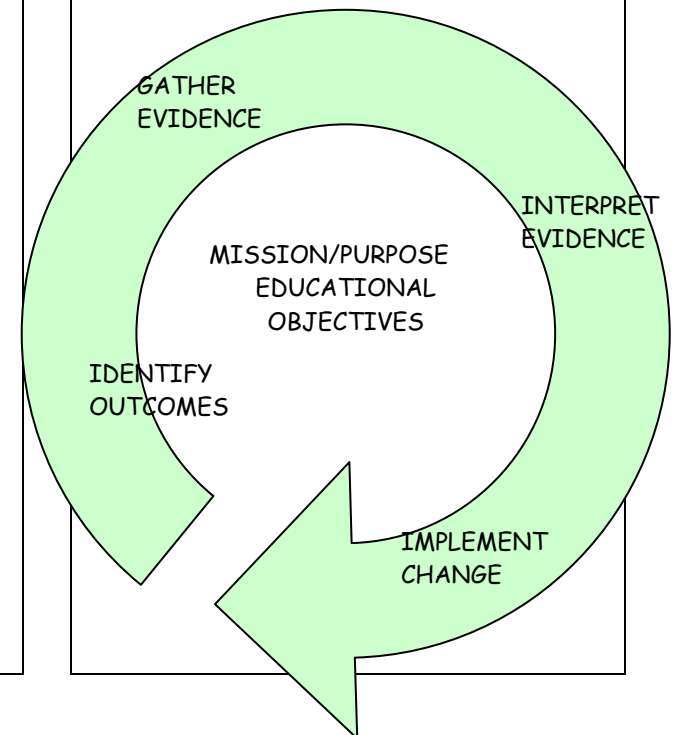 GATHER
EVIDENCE
INTERPRET
EVIDENCE
MISSION/PURPOSE
EDUCATIONAL
OBJECTIVES
IDENTIFY
OUTCOMES
IMPLEMENT
CHANGE